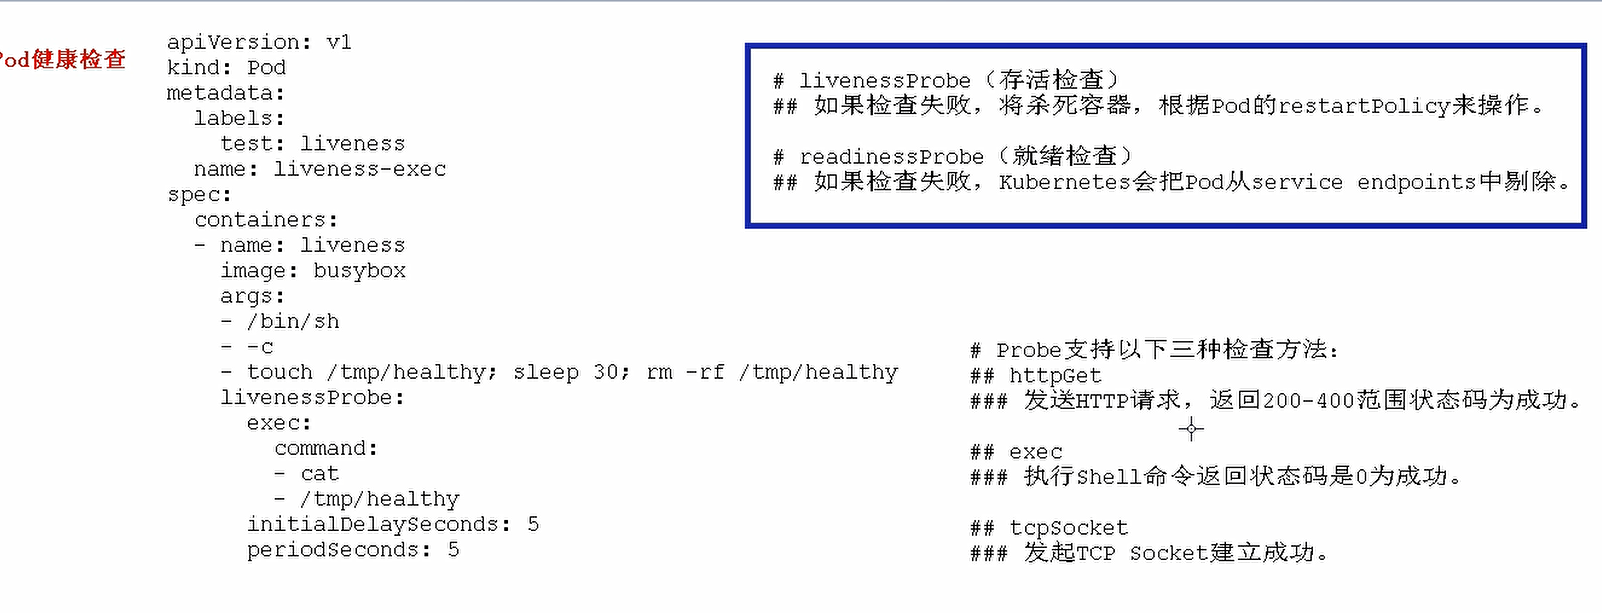 Pod健康检查
apiVersion: v1
kind: Pod
metadata:
  labels:
    test: liveness
  name: liveness-exec
spec:
  containers:
  - name: liveness
    image: busybox
    args:
    - /bin/sh
    - -c
    - touch /tmp/healthy; sleep 30; rm -rf /tmp/healthy
    livenessProbe:
      exec:
        command:
        - cat
        - /tmp/healthy
      initialDelaySeconds: 5
      periodSeconds: 5
# livenessProbe（存活检查）
## 如果检查失败，将杀死容器，根据Pod的restartPolicy来操作。
# readinessProbe（就绪检查）
## 如果检查失败，Kubernetes会把Pod从service endpoints中剔除。
# Probe支持以下三种检查方法：
## httpGet
### 发送HTTP请求，返回200-400范围状态码为成功。
## exec
### 执行Shell命令返回状态码是0为成功。
## tcpSocket
### 发起TCP Socket建立成功。